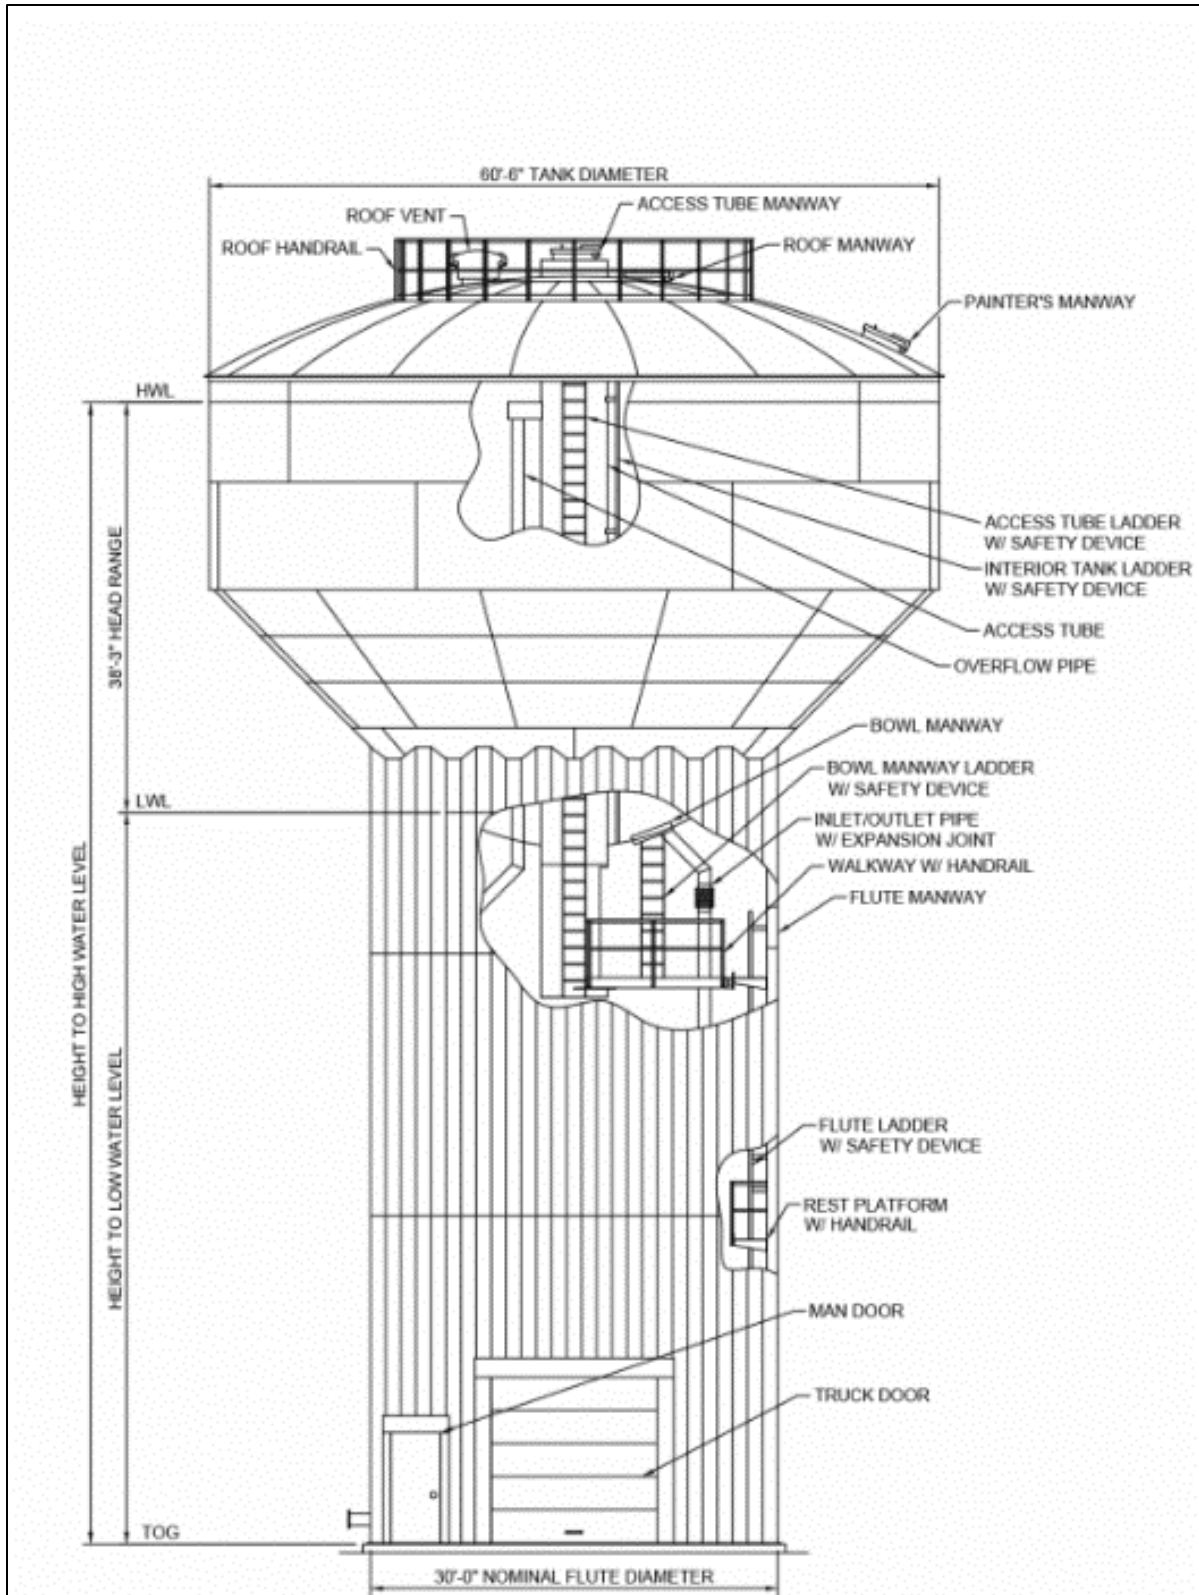 60'-6" TANK DIAMETER
ACCESS TUBE MANWAY
ROOF VENT
ROOF HANDRAIL
ROOF MANWAY
PAINTER'S MANWAY
HWL
ACCESS TUBE LADDER
W/ SAFETY DEVICE
INTERIOR TANK LADDER
W/ SAFETY DEVICE
ACCESS TUBE
OVERFLOW PIPE
38'-3" HEAD RANGE
BOWL MANWAY
BOWL MANWAY LADDER
W/ SAFETY DEVICE
LWL
INLET/OUTLET PIPE
W/ EXPANSION JOINT
WALKWAY W/ HANDRAIL
FLUTE MANWAY
HEIGHT TO HIGH WATER LEVEL
HEIGHT TO LOW WATER LEVEL
FLUTE LADDER
W/ SAFETY DEVICE
REST PLATFORM
W/ HANDRAIL
MAN DOOR
TRUCK DOOR
TOG
30'-0" NOMINAL FLUTE DIAMETER